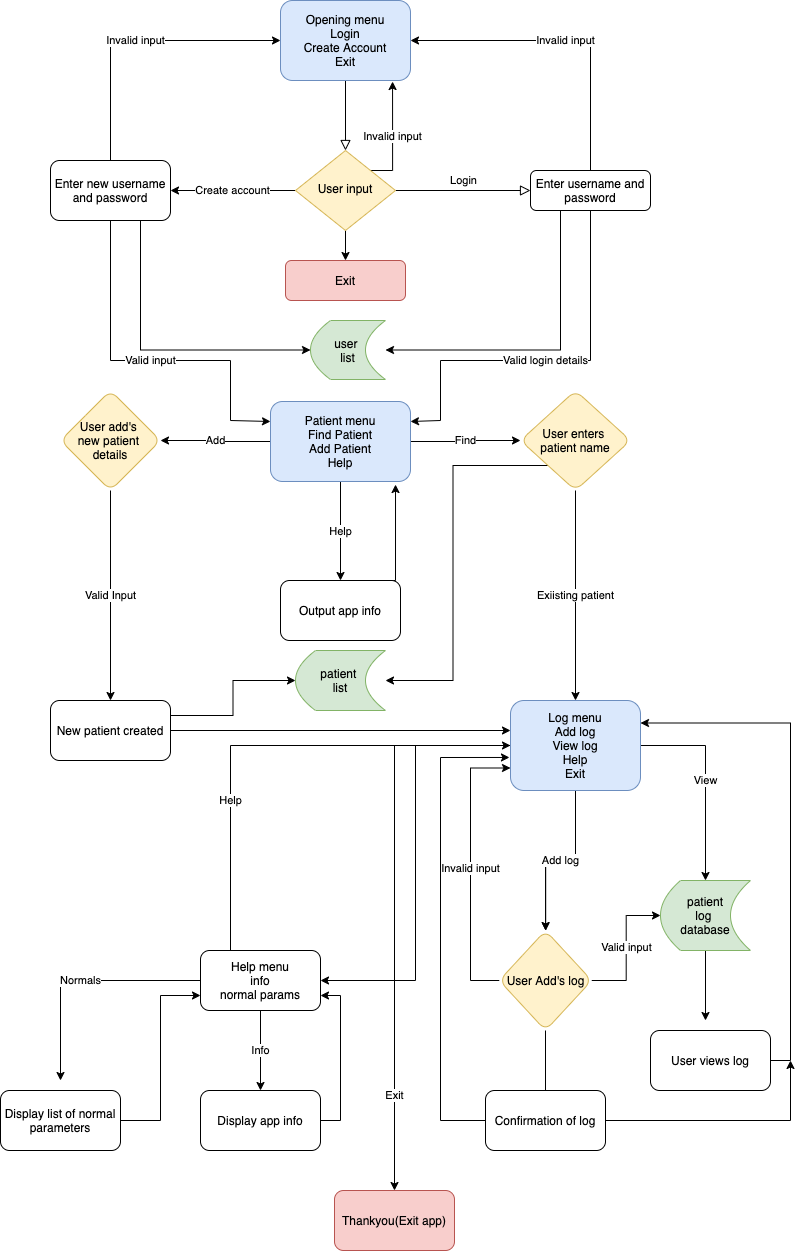 Opening menu
Login
Create Account
Exit
Invalid input
Invalid input
Invalid input
Enter new username
and password
Create account
User input
Login
Enter username and
password
Exit
user
list
Valid input
Valid login details
User add's
new patient
details
Add
Patient menu
Find Patient
Add Patient
Help
Find
User enters
patient name
Help
Valid Input
Output app info
Exiisting patient
patient
list
New patient created
Log menu
Add log
View log
Help
Exit
Help
View
Invalid input
Add log
patient
log
database
Valid input
User Add's log
Help menu
info
normal params
Normals
Info
User views log
Display list of normal
parameters
Display app info
Exit
Confirmation of log
Thankyou(Exit app)